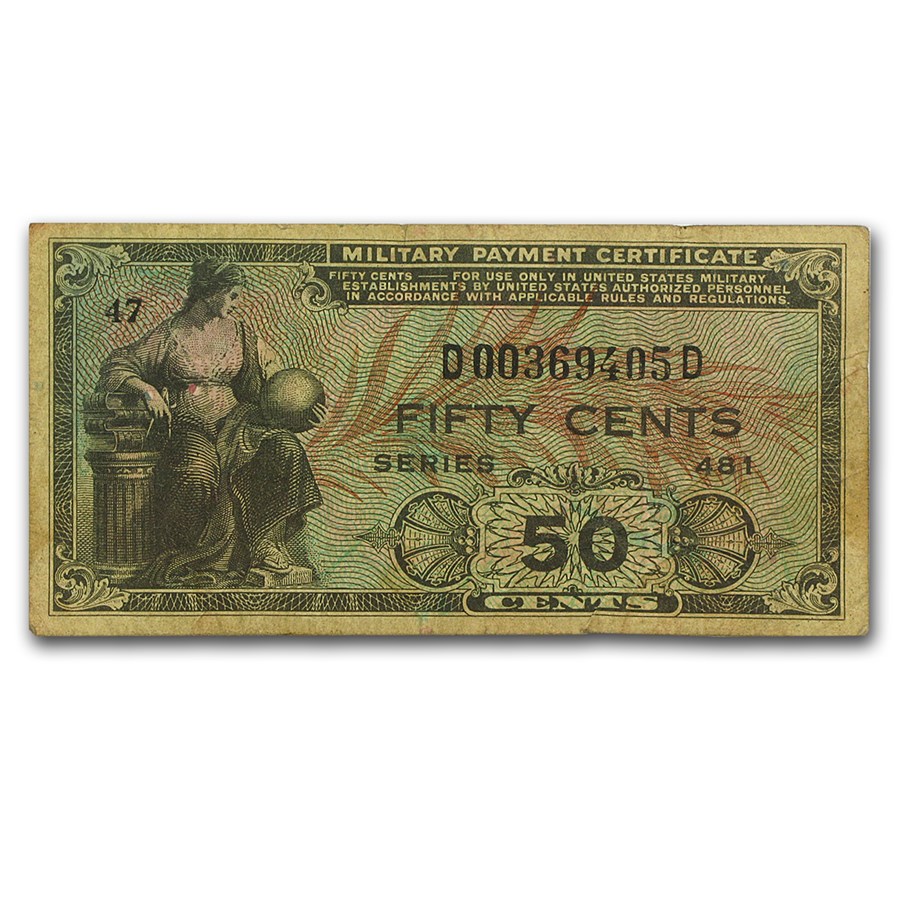 MILITARY PAYMENT CERTIFICATE
FIFTY CENTS — FOR USE ONLY IN UNITED STATES MILITARY
ESTABLISHMENTS BY UNITED STATES AUTHORIZED PERSONNEL
IN ACCORDANCE WITH APPLICABLE RULES AND REGULATIONS.
47
D00369405D
FIFTY CENTS
SERIES 481
50
CENTS